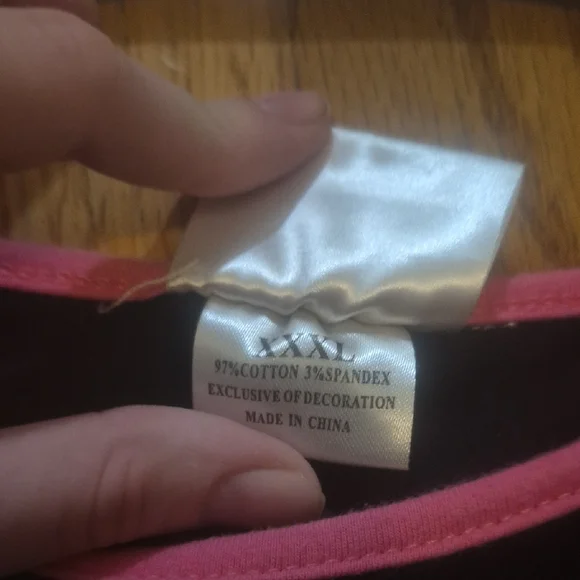 XXXL
97%COTTON 3%SPANDEX
EXCLUSIVE OF DECORATION
MADE IN CHINA